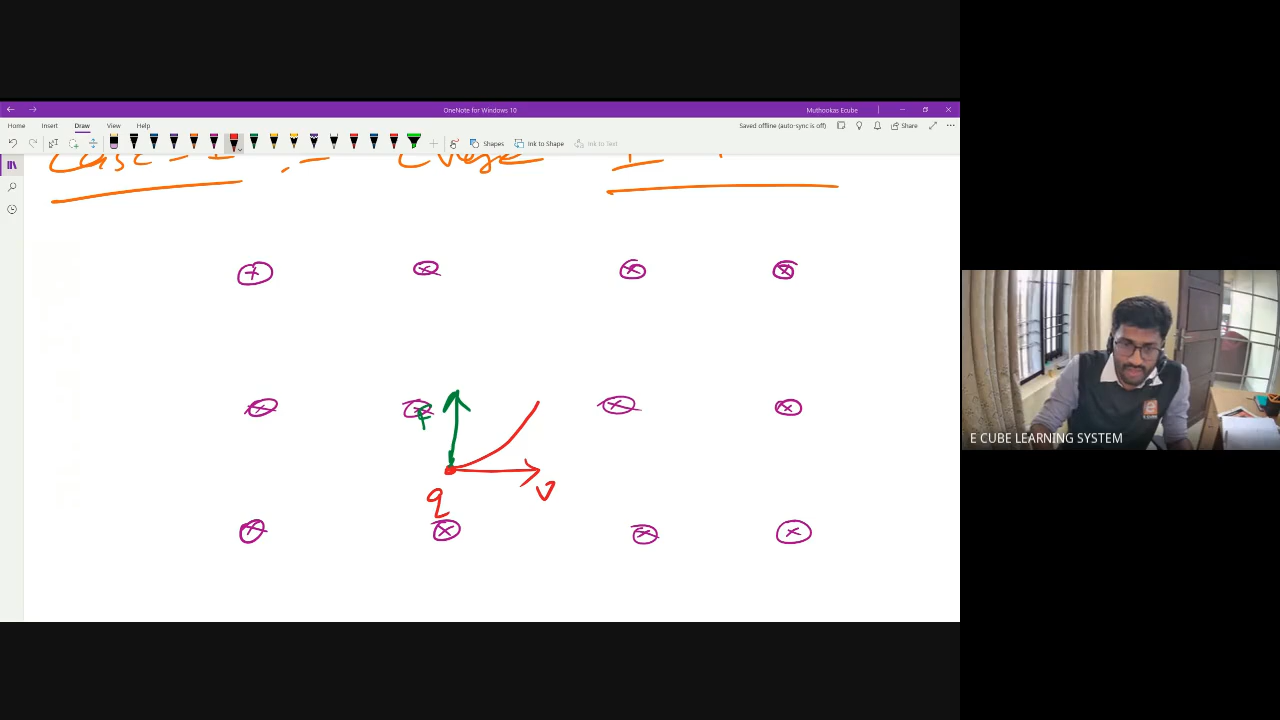 OneNote for Windows 10
Muthookas Ecube
Home Insert Draw View Help
Saved offline (auto-sync is off)
Share
Shapes
Ink to Shape
Ink to Text
F
q
v
E CUBE LEARNING SYSTEM